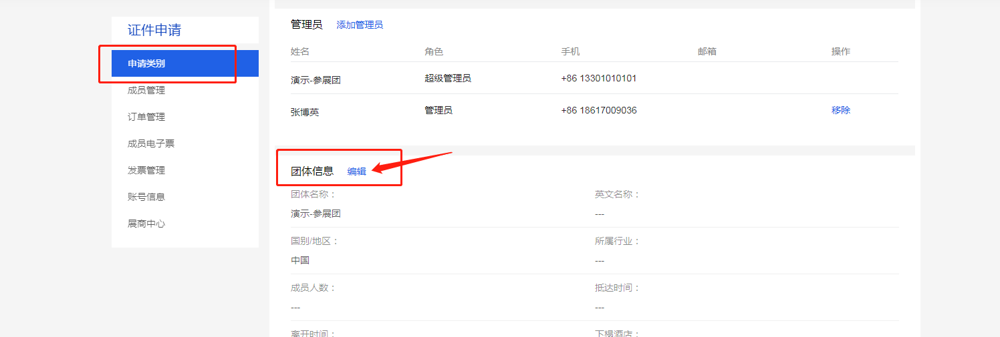 证件申请
申请类别
成员管理
订单管理
成员电子票
发票管理
账号信息
展商中心
管理员 添加管理员
姓名 角色 手机 邮箱 操作
演示-参展团 超级管理员 +86 13301010101
张博英 管理员 +86 18617009036 移除
团体信息 编辑
团体名称： 英文名称：
演示-参展团 ---
国别/地区： 所属行业：
中国 ---
成员人数： 抵达时间：
--- ---
离开时间： 下榻酒店：